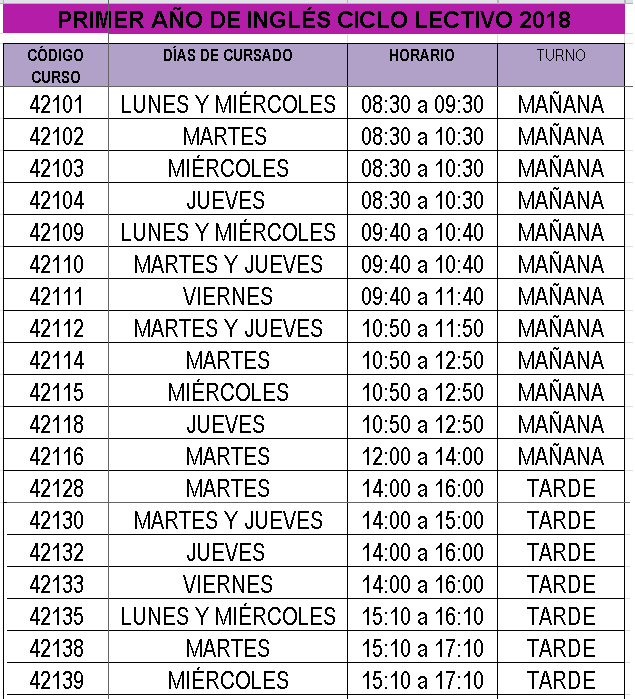 PRIMER AÑO DE INGLÉS CICLO LECTIVO 2018
CÓDIGO CURSO DÍAS DE CURSADO HORARIO TURNO
42101 LUNES Y MIÉRCOLES 08:30 a 09:30 MAÑANA
42102 MARTES 08:30 a 10:30 MAÑANA
42103 MIÉRCOLES 08:30 a 10:30 MAÑANA
42104 JUEVES 08:30 a 10:30 MAÑANA
42109 LUNES Y MIÉRCOLES 09:40 a 10:40 MAÑANA
42110 MARTES Y JUEVES 09:40 a 10:40 MAÑANA
42111 VIERNES 09:40 a 11:40 MAÑANA
42112 MARTES Y JUEVES 10:50 a 11:50 MAÑANA
42114 MARTES 10:50 a 12:50 MAÑANA
42115 MIÉRCOLES 10:50 a 12:50 MAÑANA
42118 JUEVES 10:50 a 12:50 MAÑANA
42116 MARTES 12:00 a 14:00 MAÑANA
42128 MARTES 14:00 a 16:00 TARDE
42130 MARTES Y JUEVES 14:00 a 15:00 TARDE
42132 JUEVES 14:00 a 16:00 TARDE
42133 VIERNES 14:00 a 16:00 TARDE
42135 LUNES Y MIÉRCOLES 15:10 a 16:10 TARDE
42138 MARTES 15:10 a 17:10 TARDE
42139 MIÉRCOLES 15:10 a 17:10 TARDE